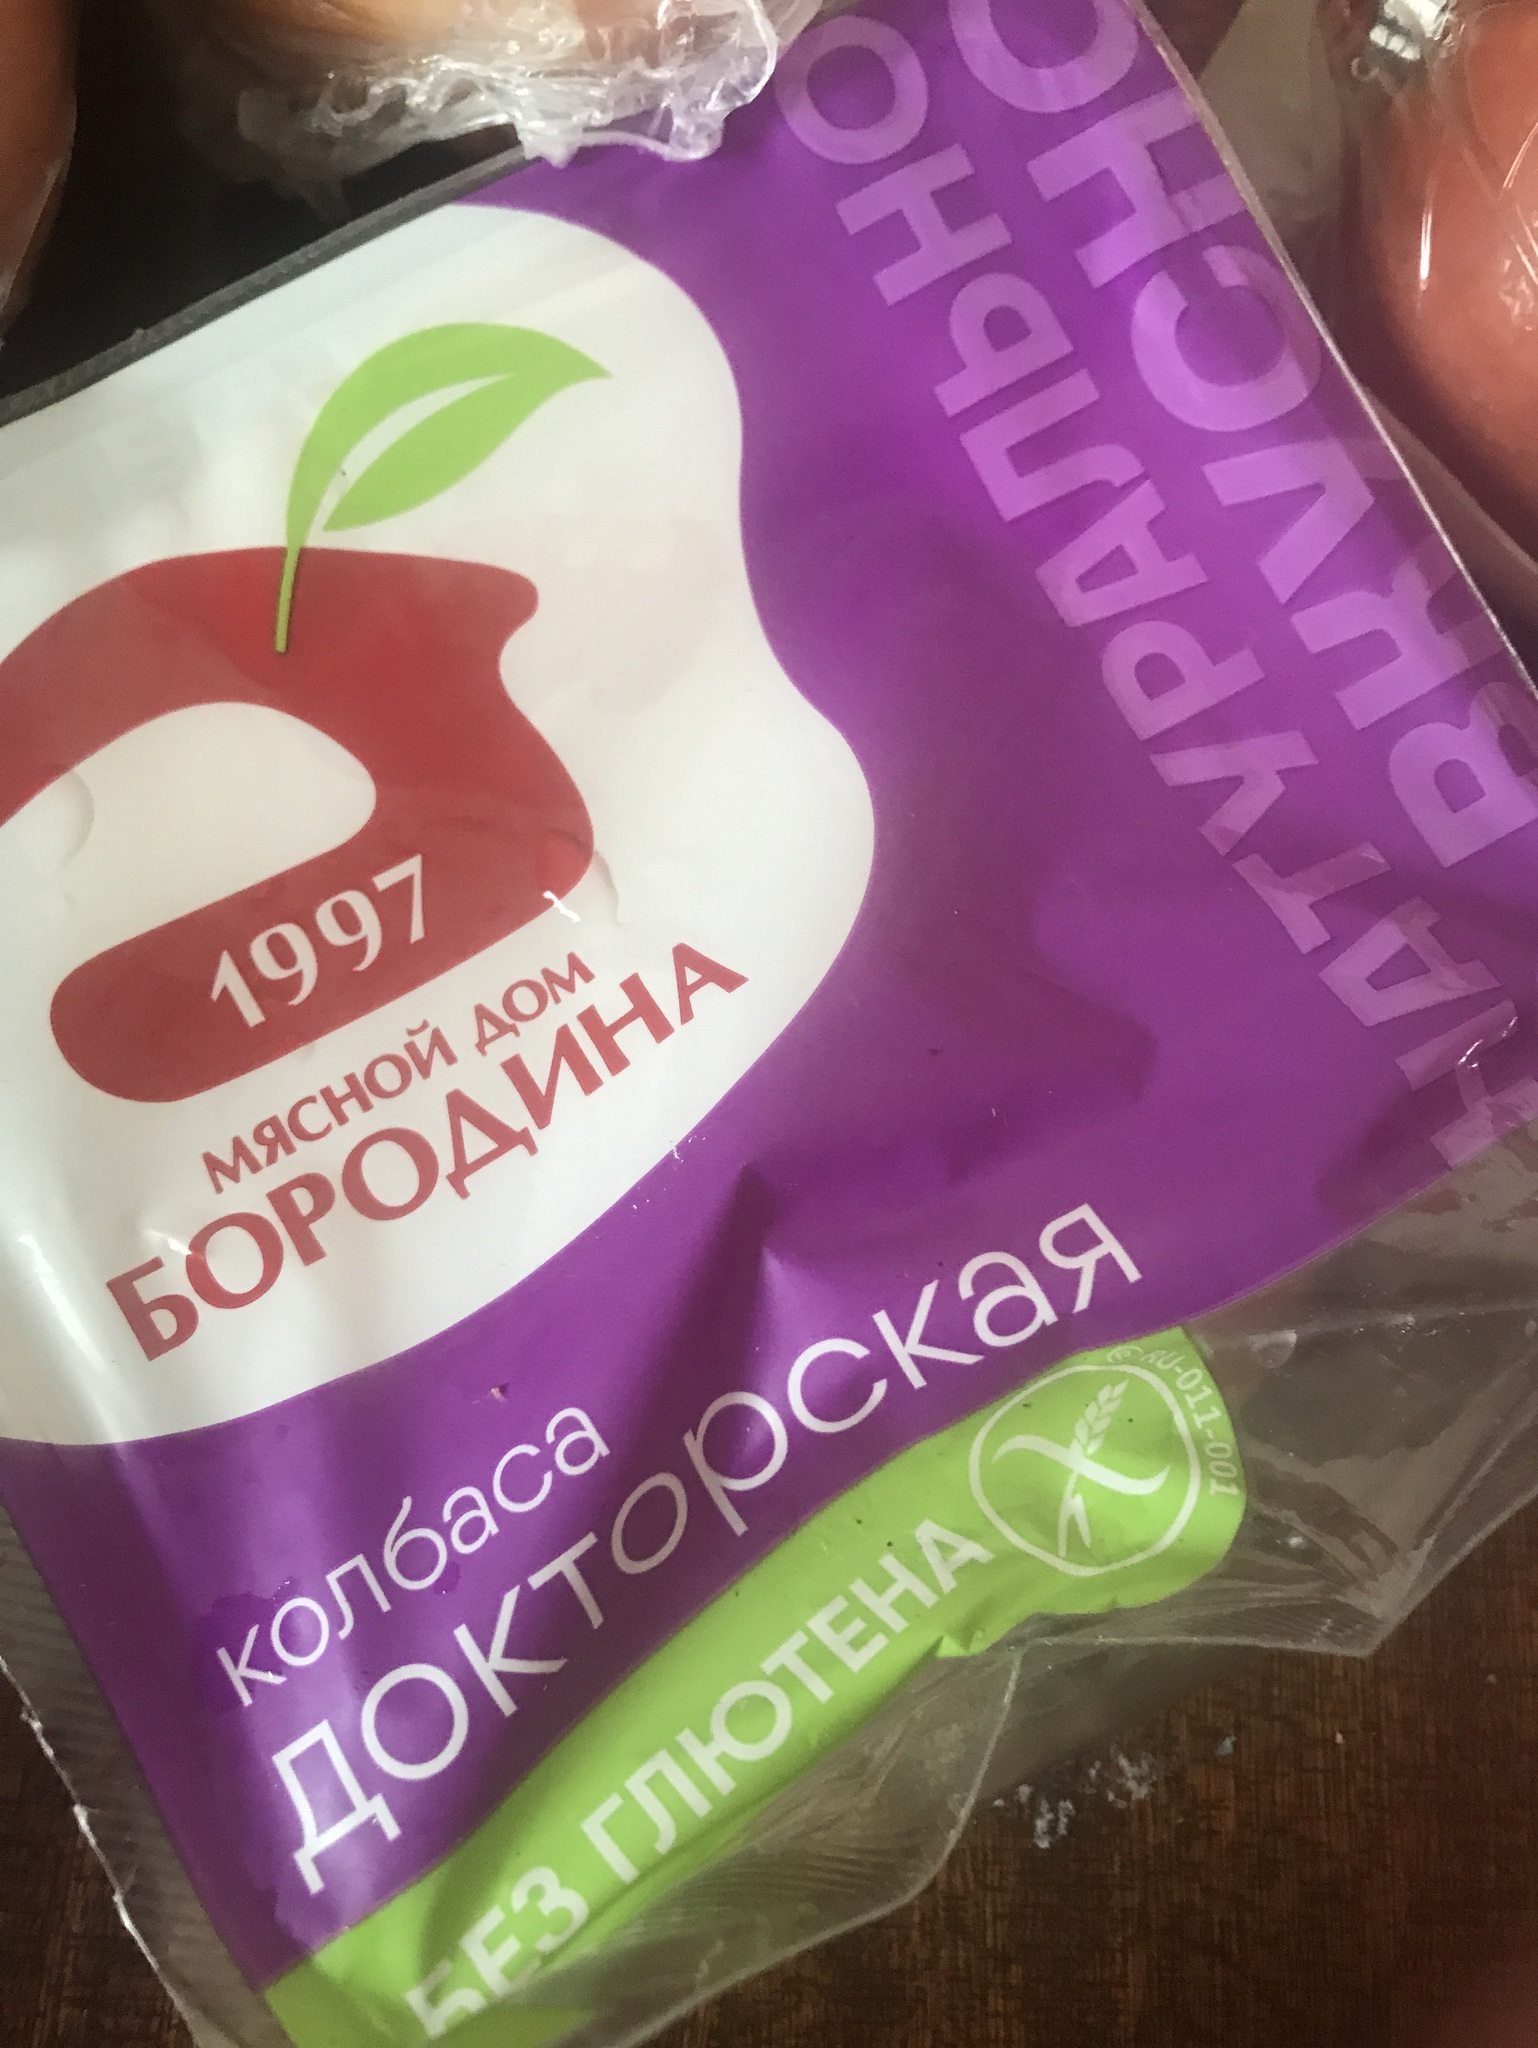 НАТУРАЛЬНО
ВКУСНО
1997
МЯСНОЙ ДОМ
БОРОДИНА
колбаса
ДОКТОРСКАЯ
БЕЗ ГЛЮТЕНА
RU-011-001